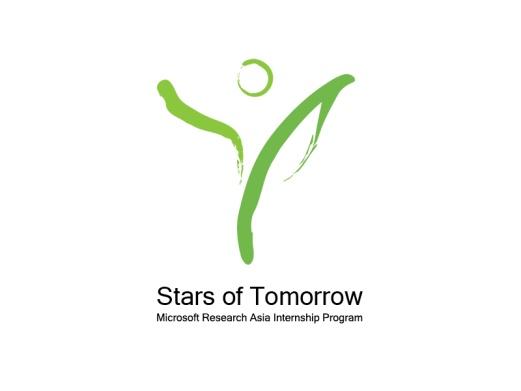 Stars of Tomorrow
Microsoft Research Asia Internship Program